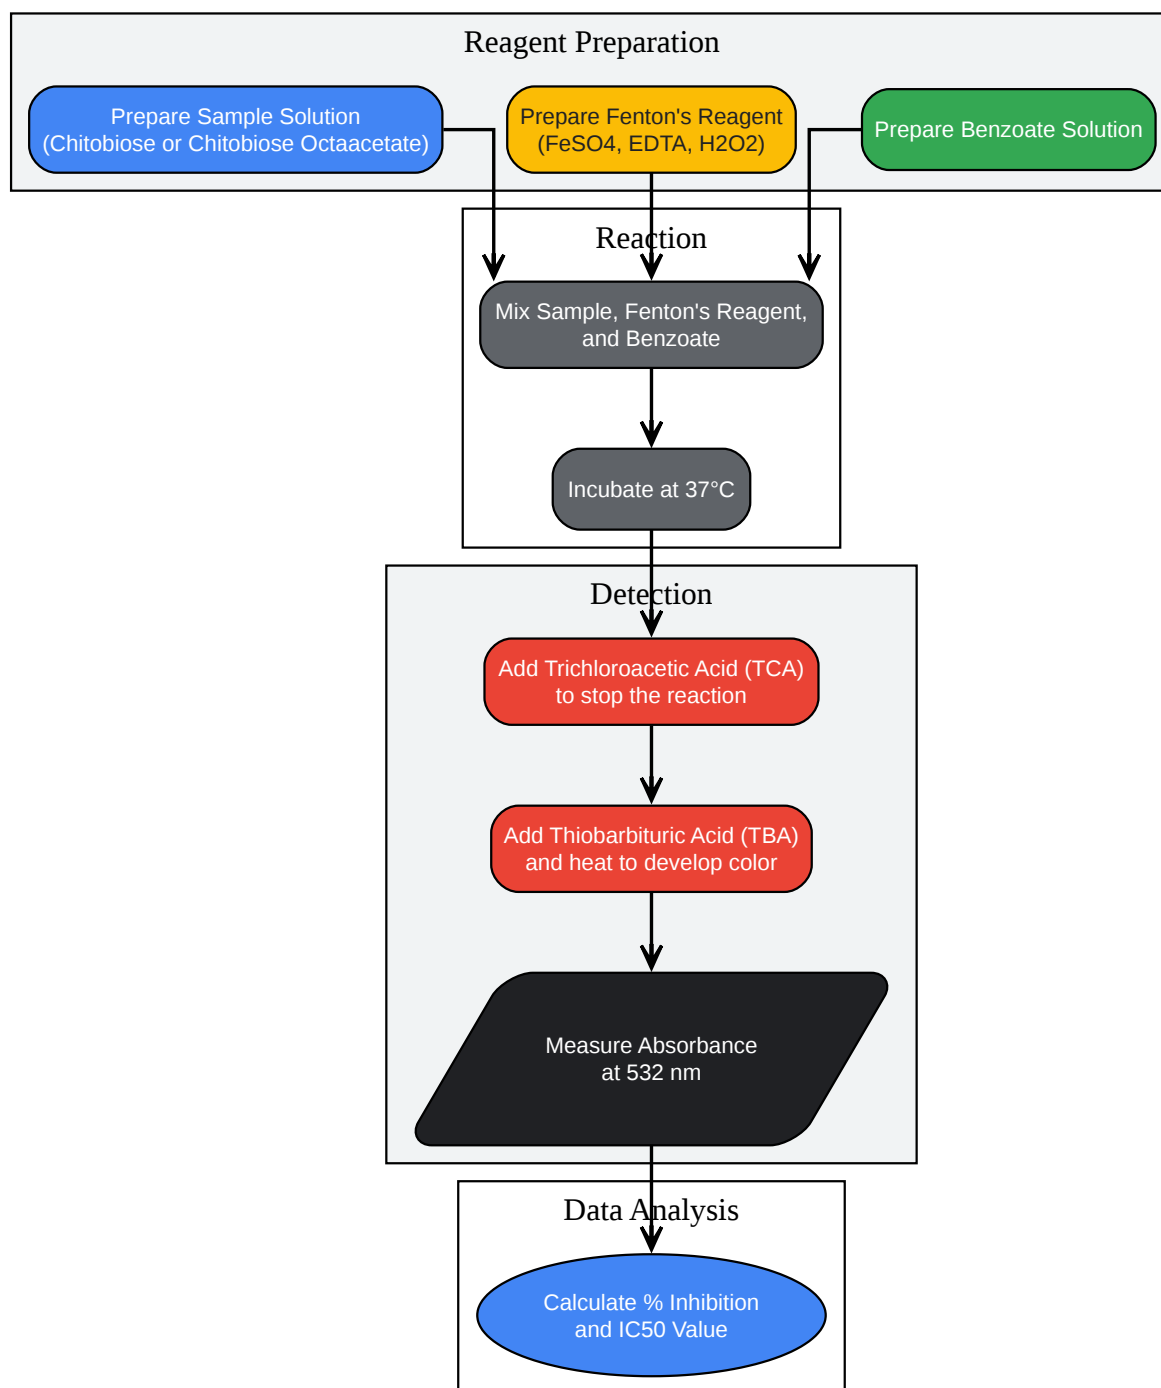 Reagent Preparation
Prepare Sample Solution
(Chitobiose or Chitobiose Octaacetate)
Prepare Fenton's Reagent
(FeSO4, EDTA, H2O2)
Prepare Benzoate Solution
Reaction
Mix Sample, Fenton's Reagent,
and Benzoate
Incubate at 37°C
Detection
Add Trichloroacetic Acid (TCA)
to stop the reaction
Add Thiobarbituric Acid (TBA)
and heat to develop color
Measure Absorbance
at 532 nm
Data Analysis
Calculate % Inhibition
and IC50 Value